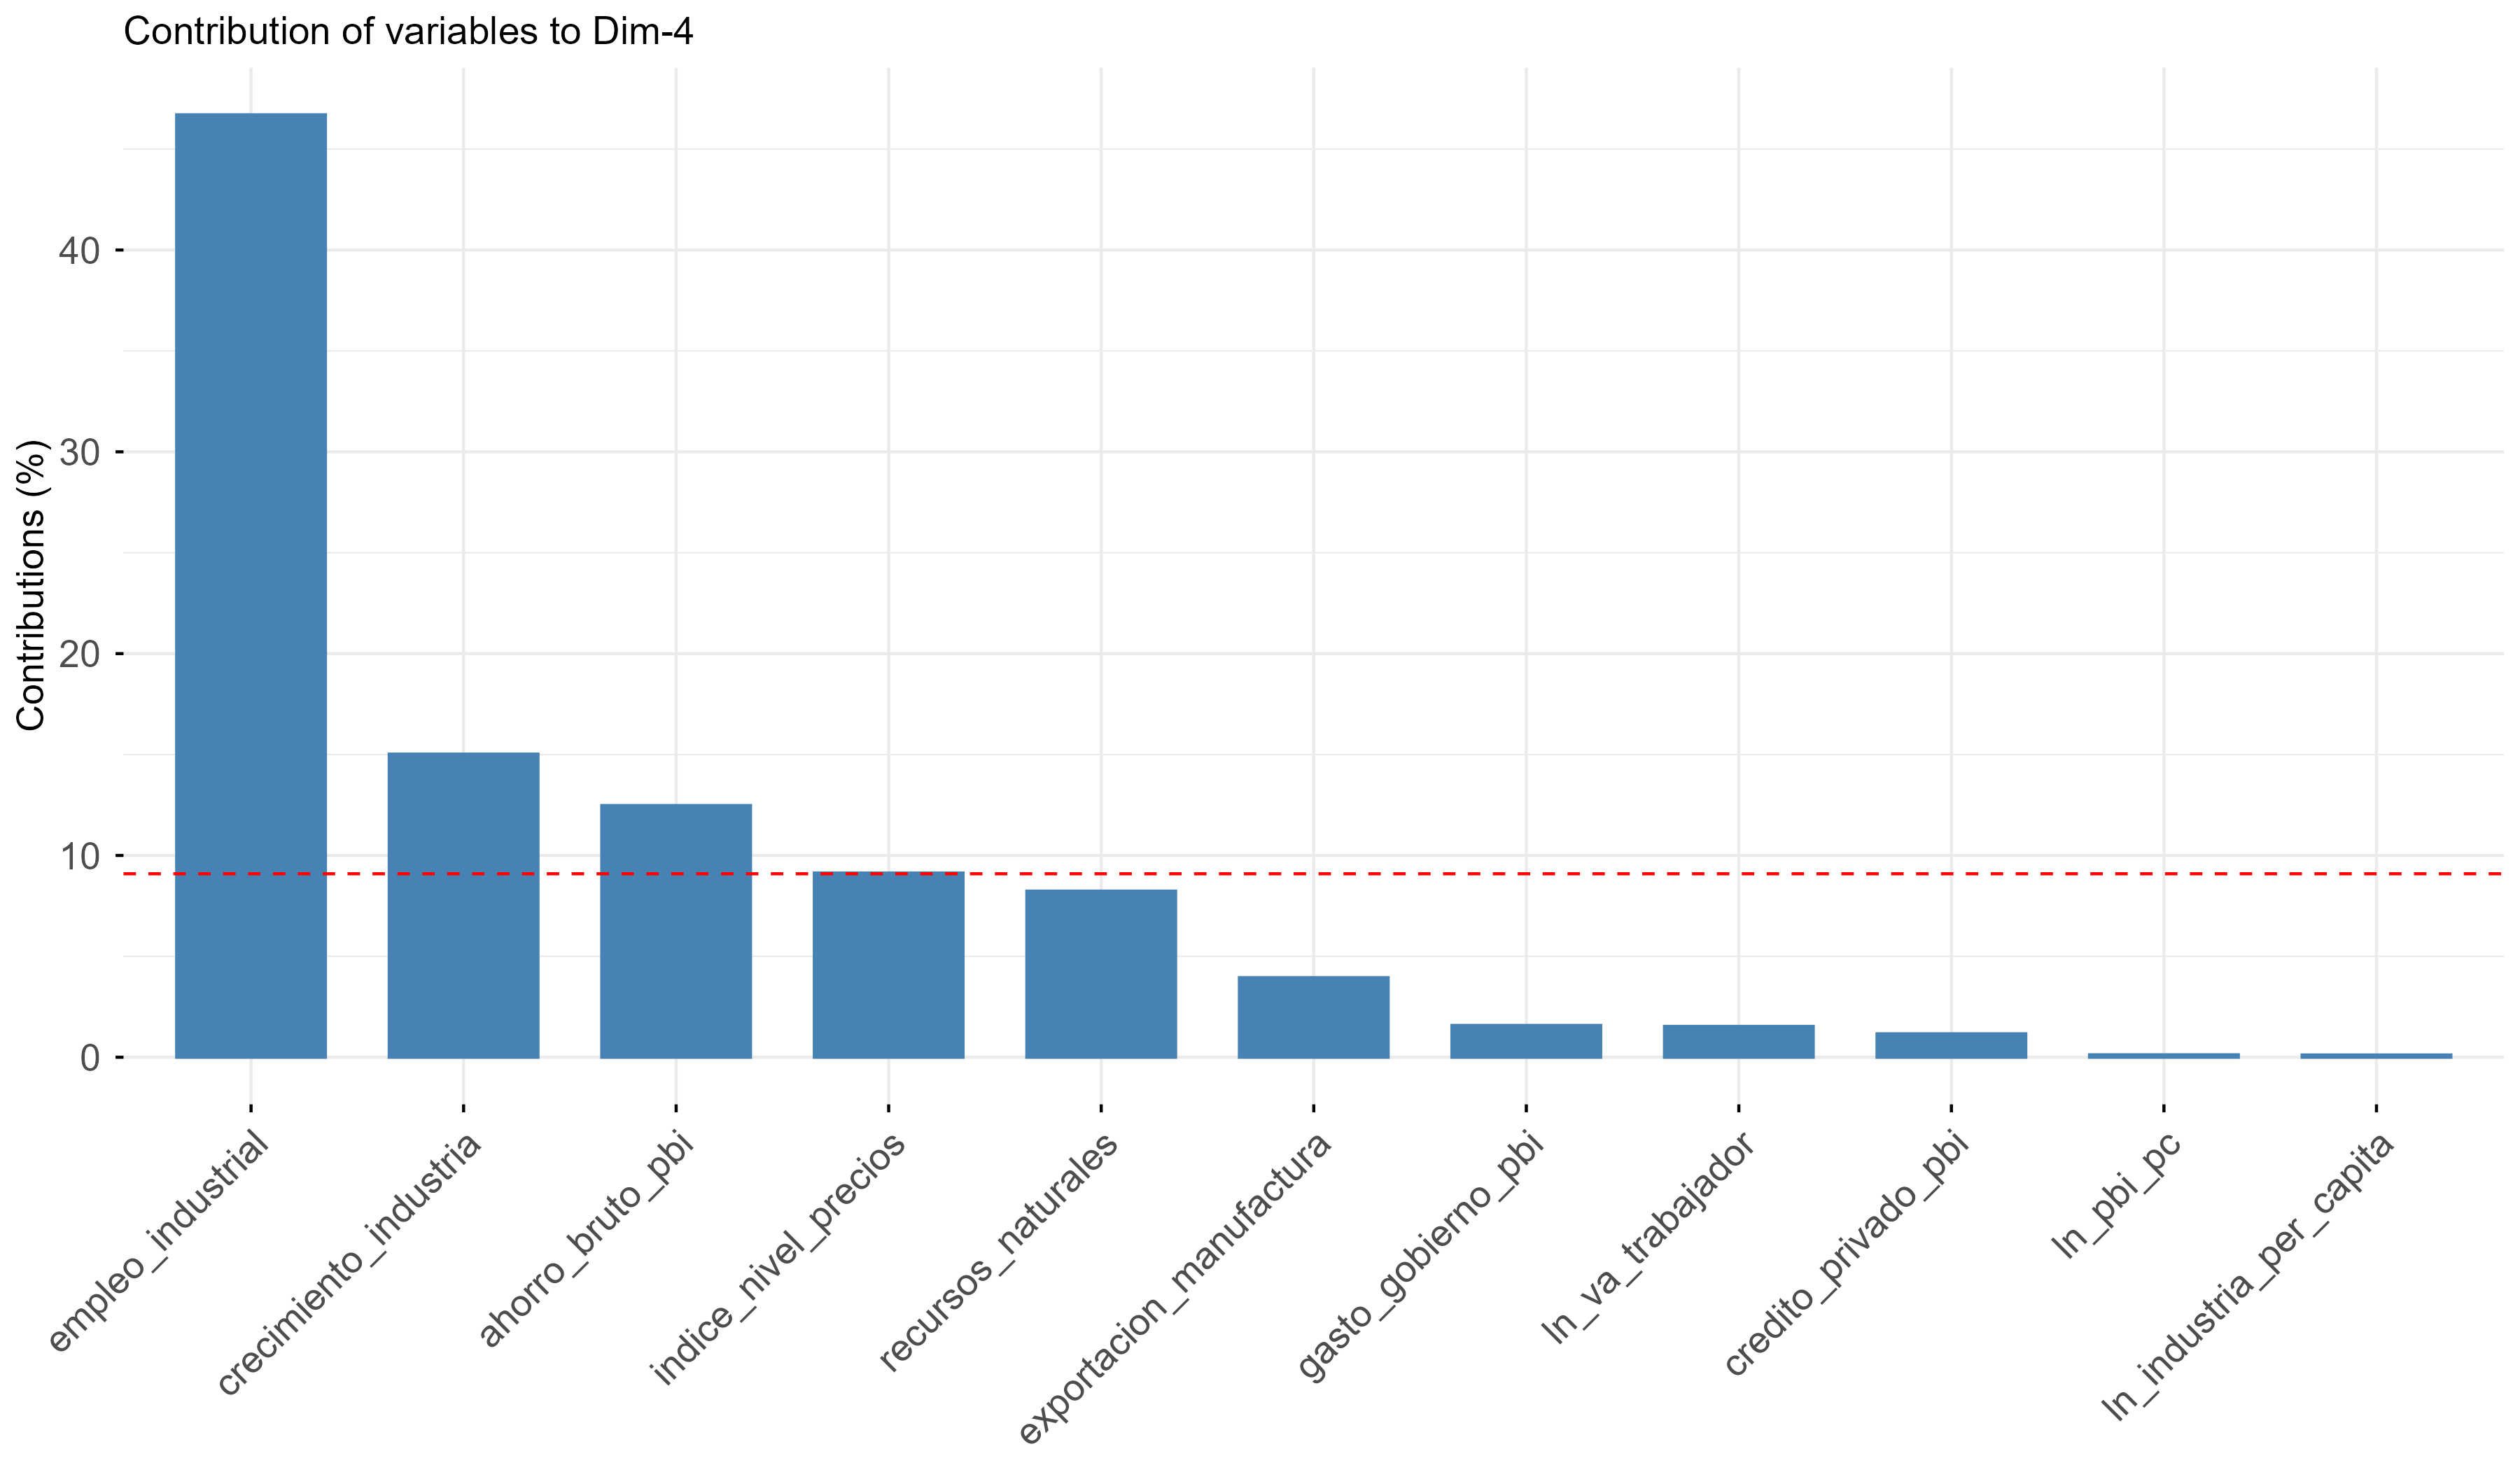 Contribution of variables to Dim-4
Contributions (%)
40
30
20
10
0
empleo_industrial
crecimiento_industria
ahorro_bruto_pbi
indice_nivel_precios
recursos_naturales
exportacion_manufactura
gasto_gobierno_pbi
ln_va_trabajador
credito_privado_pbi
ln_pbi_pc
ln_industria_per_capita